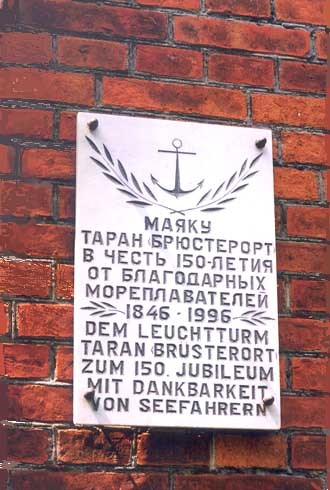 МАЯКУ
ТАРАН БРЮСТЕРОРТ
В ЧЕСТЬ 150-ЛЕТИЯ
ОТ БЛАГОДАРНЫХ
МОРЕПЛАВАТЕЛЕЙ
1846 - 1996
DEM LEUCHTTURM
TARAN BRUSTERORT
ZUM 150. JUBILEUM
MIT DANKBARKEIT
VON SEEFAHRERN